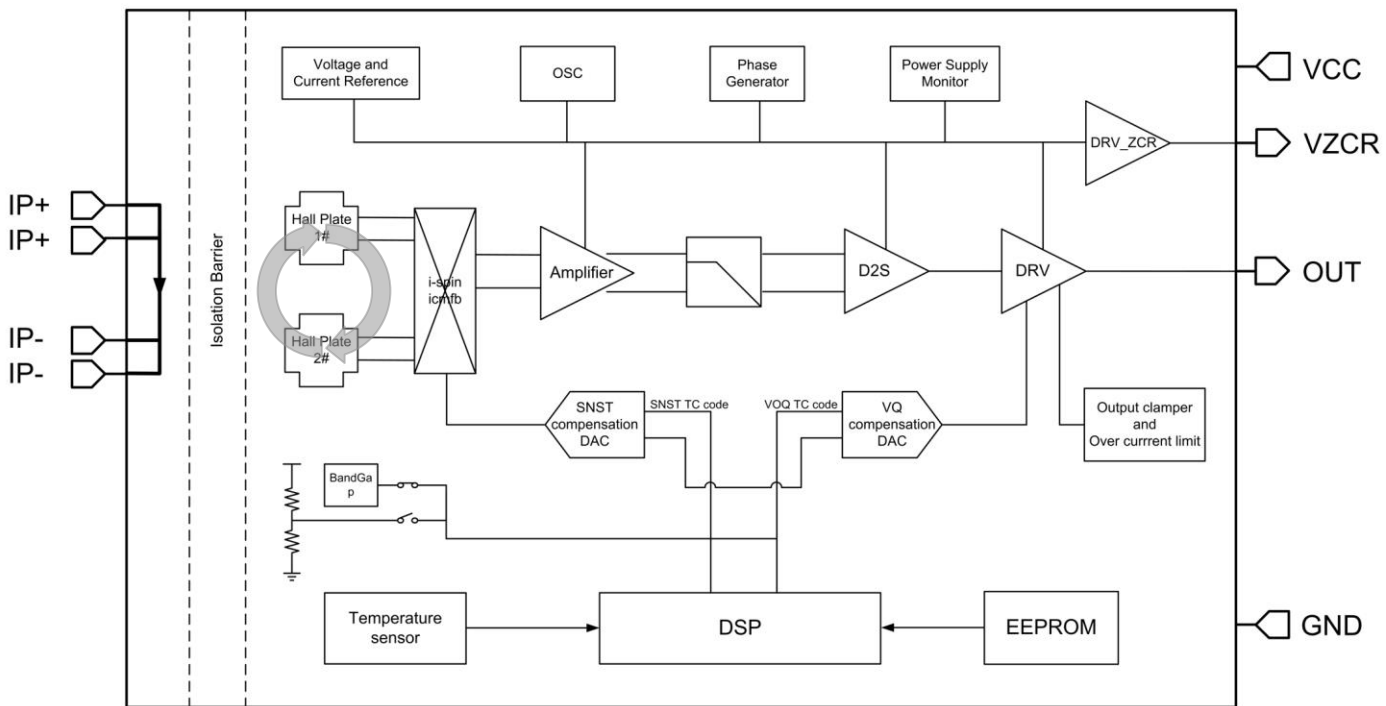 Voltage and
Current Reference
OSC
Phase
Generator
Power Supply
Monitor
VCC
DRV_ZCR
VZCR
IP+
IP+
IP-
IP-
Isolation Barrier
Hall Plate
1#
Hall Plate
2#
i-spin
icmfb
Amplifier
D2S
DRV
OUT
SNST
compensation
DAC
SNST TC code
VOQ TC code
VQ
compensation
DAC
Output clamper
and
Over currrent limit
BandGa
p
Temperature
sensor
DSP
EEPROM
GND